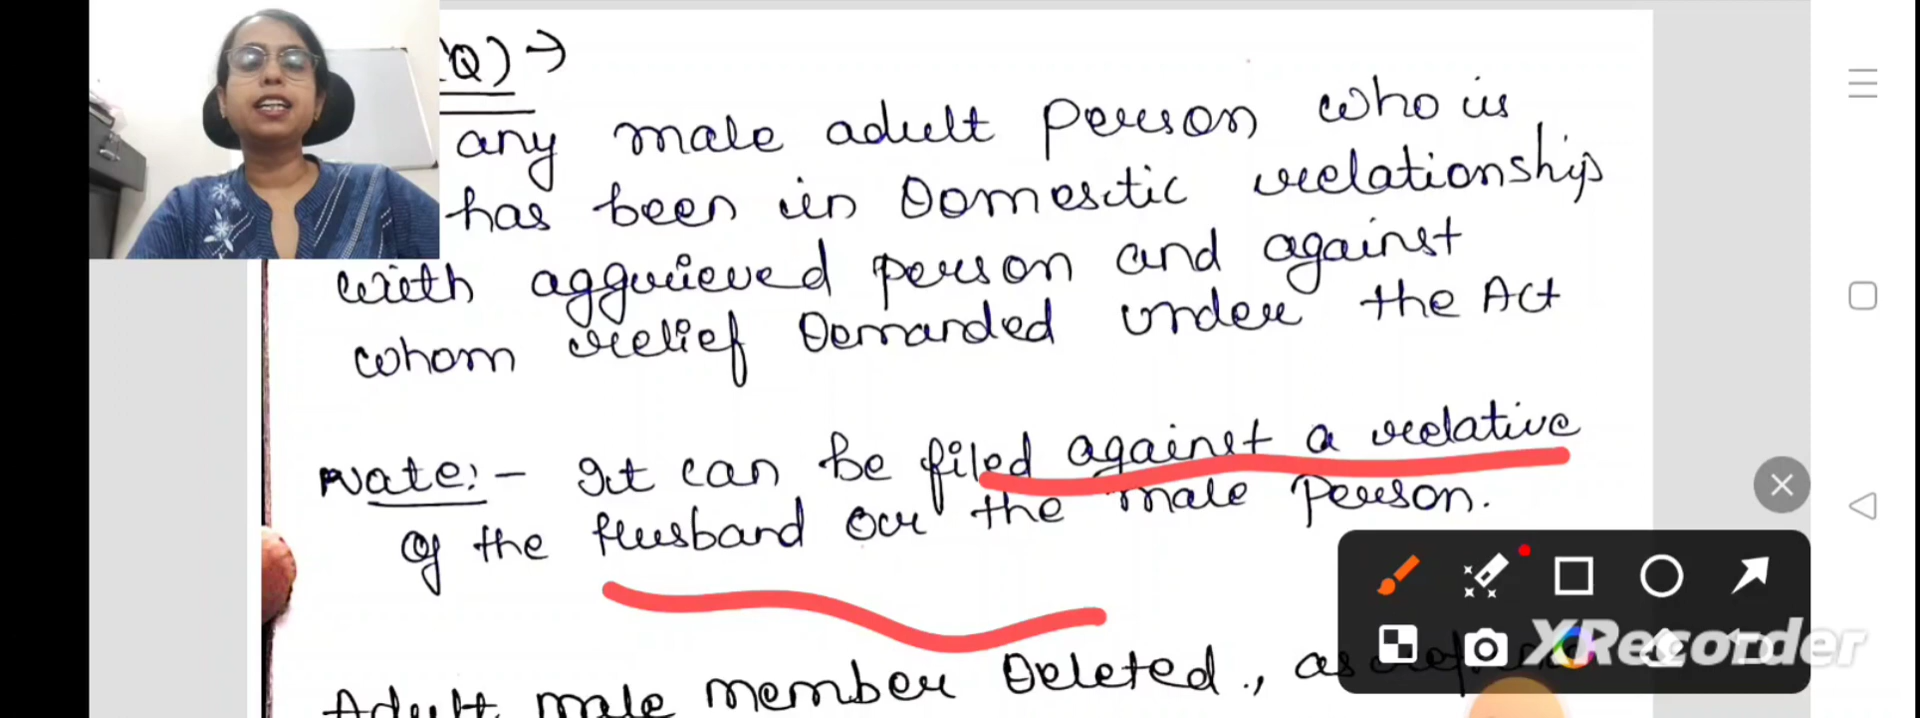 Q) →
any male adult person who is
has been in Domestic relationship
with aggrieved person and against
whom relief Demanded under the Act
Note:- It can be filed against a relative
of the Husband or the male person.
Adult male member Deleted., as
XRecorder